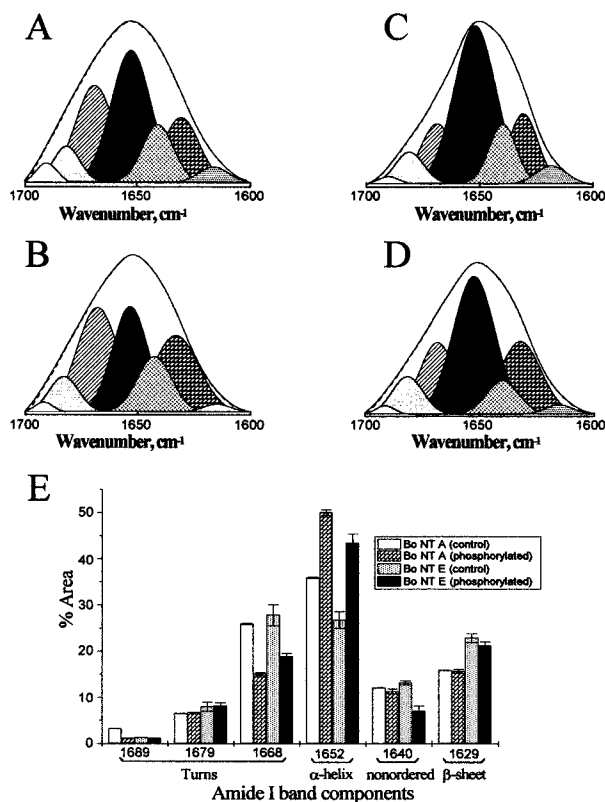 A
C
1700 1650 1600
1700 1650 1600
Wavenumber, cm-1
Wavenumber, cm-1
B
D
1700 1650 1600
1700 1650 1600
Wavenumber, cm-1
Wavenumber, cm-1
E
50
40
30
20
10
0
% Area
Bo NT A (control)
Bo NT A (phosphorylated)
Bo NT E (control)
Bo NT E (phosphorylated)
1689 1679 1668 1652 1640 1629
Turns α-helix nonordered β-sheet
Amide I band components